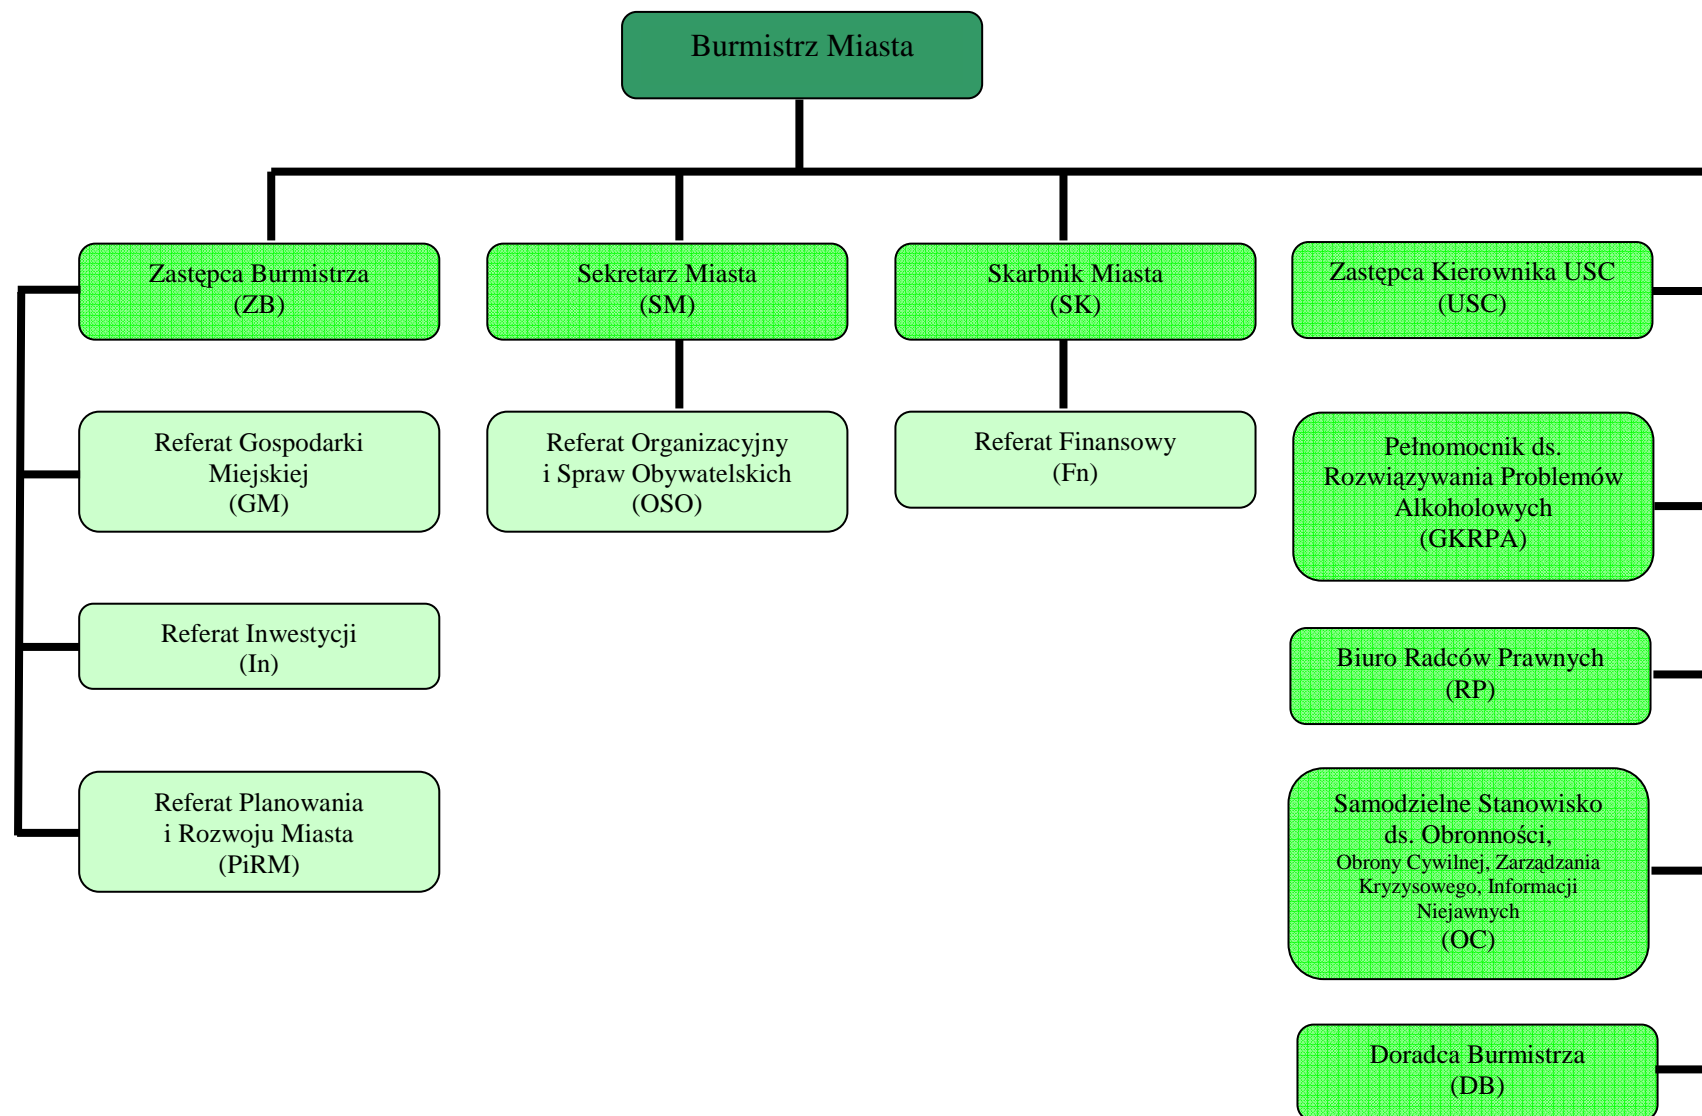 Burmistrz Miasta
Zastępca Burmistrza
(ZB)
Sekretarz Miasta
(SM)
Skarbnik Miasta
(SK)
Zastępca Kierownika USC
(USC)
Referat Gospodarki
Miejskiej
(GM)
Referat Organizacyjny
i Spraw Obywatelskich
(OSO)
Referat Finansowy
(Fn)
Pełnomocnik ds.
Rozwiązywania Problemów
Alkoholowych
(GKRPA)
Referat Inwestycji
(In)
Biuro Radców Prawnych
(RP)
Referat Planowania
i Rozwoju Miasta
(PiRM)
Samodzielne Stanowisko
ds. Obronności,
Obrony Cywilnej, Zarządzania
Kryzysowego, Informacji
Niejawnych
(OC)
Doradca Burmistrza
(DB)